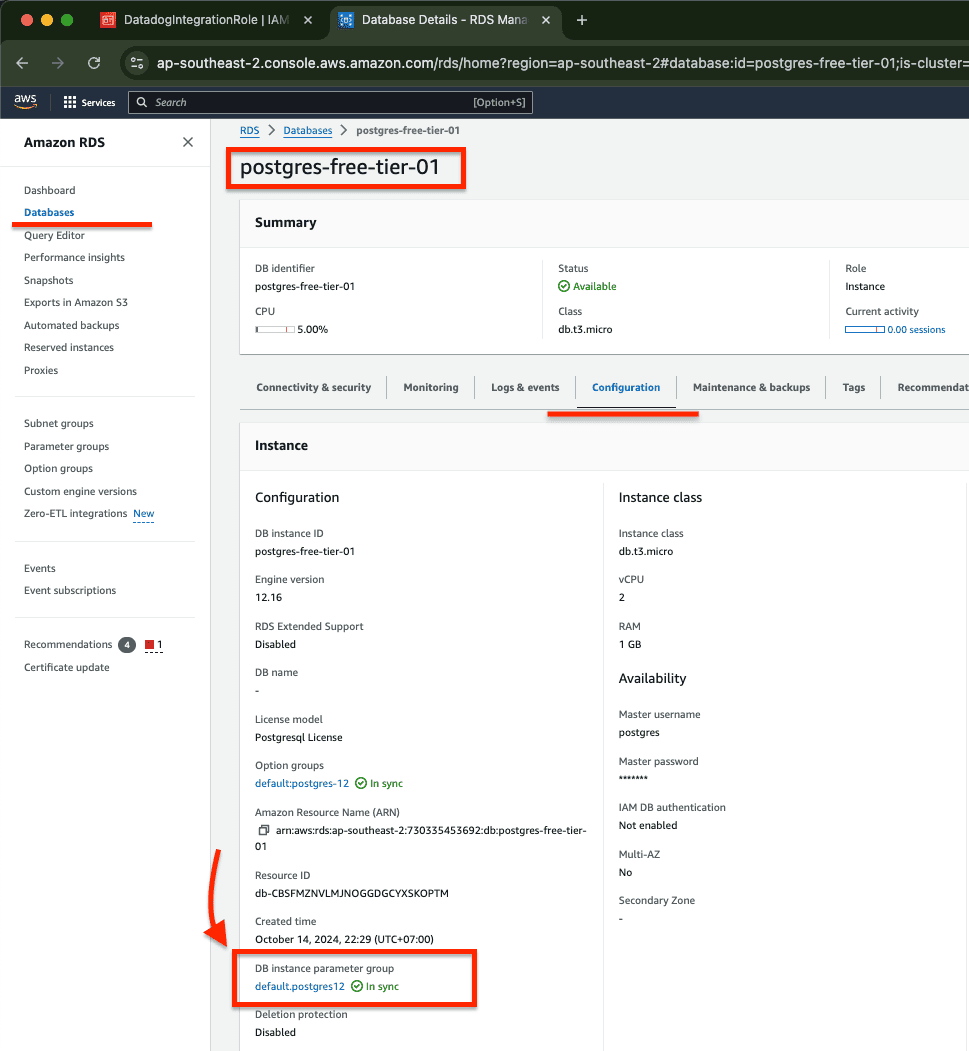 DatadogIntegrationRole | IAM
Database Details - RDS Mana
ap-southeast-2.console.aws.amazon.com/rds/home?region=ap-southeast-2#database:id=postgres-free-tier-01;is-cluster=
aws
Services
Search
[Option+S]
Amazon RDS
Dashboard
Databases
Query Editor
Performance insights
Snapshots
Exports in Amazon S3
Automated backups
Reserved instances
Proxies
Subnet groups
Parameter groups
Option groups
Custom engine versions
Zero-ETL integrations New
Events
Event subscriptions
Recommendations 4 1
Certificate update
RDS > Databases > postgres-free-tier-01
postgres-free-tier-01
Summary
DB identifier
postgres-free-tier-01
CPU
5.00%
Status
Available
Class
db.t3.micro
Role
Instance
Current activity
0.00 sessions
Connectivity & security
Monitoring
Logs & events
Configuration
Maintenance & backups
Tags
Recommendat
Instance
Configuration
DB instance ID
postgres-free-tier-01
Engine version
12.16
RDS Extended Support
Disabled
DB name
-
License model
Postgresql License
Option groups
default:postgres-12 In sync
Amazon Resource Name (ARN)
arn:aws:rds:ap-southeast-2:730335453692:db:postgres-free-tier-
01
Resource ID
db-CBSFMZNVLMJNOGGDGCYXSKOPTM
Created time
October 14, 2024, 22:29 (UTC+07:00)
DB instance parameter group
default.postgres12 In sync
Deletion protection
Disabled
Instance class
Instance class
db.t3.micro
vCPU
2
RAM
1 GB
Availability
Master username
postgres
Master password
*******
IAM DB authentication
Not enabled
Multi-AZ
No
Secondary Zone
-